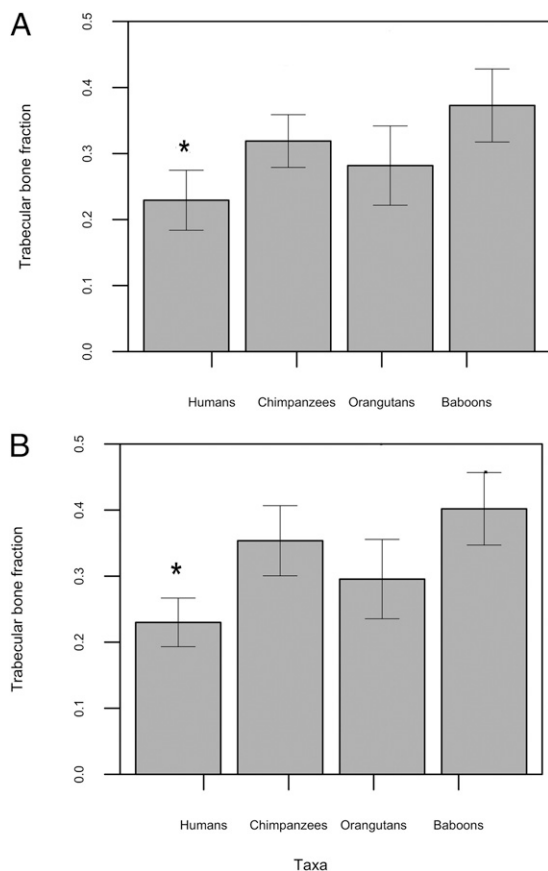 A
Trabecular bone fraction
0.5
0.4
0.3
0.2
0.1
0.0
*
Humans Chimpanzees Orangutans Baboons
B
Trabecular bone fraction
0.5
0.4
0.3
0.2
0.1
0.0
*
Humans Chimpanzees Orangutans Baboons
Taxa